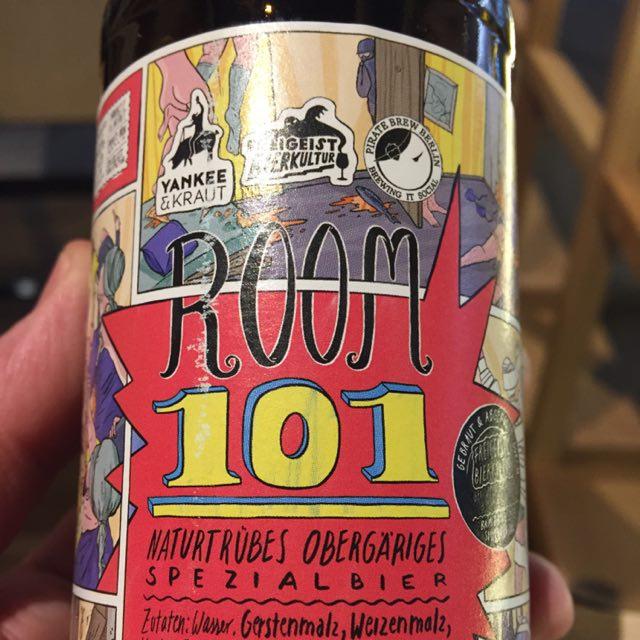 YANKEE
& KRAUT
FREIGEIST
BIERKULTUR
PIRATE BREW BERLIN
BREWING IT SOCIAL
ROOM
101
NATURTRÜBES OBERGÄRIGES
SPEZIALBIER
Zutaten: Wasser, Gerstenmalz, Weizenmalz,
GEBRAUT &